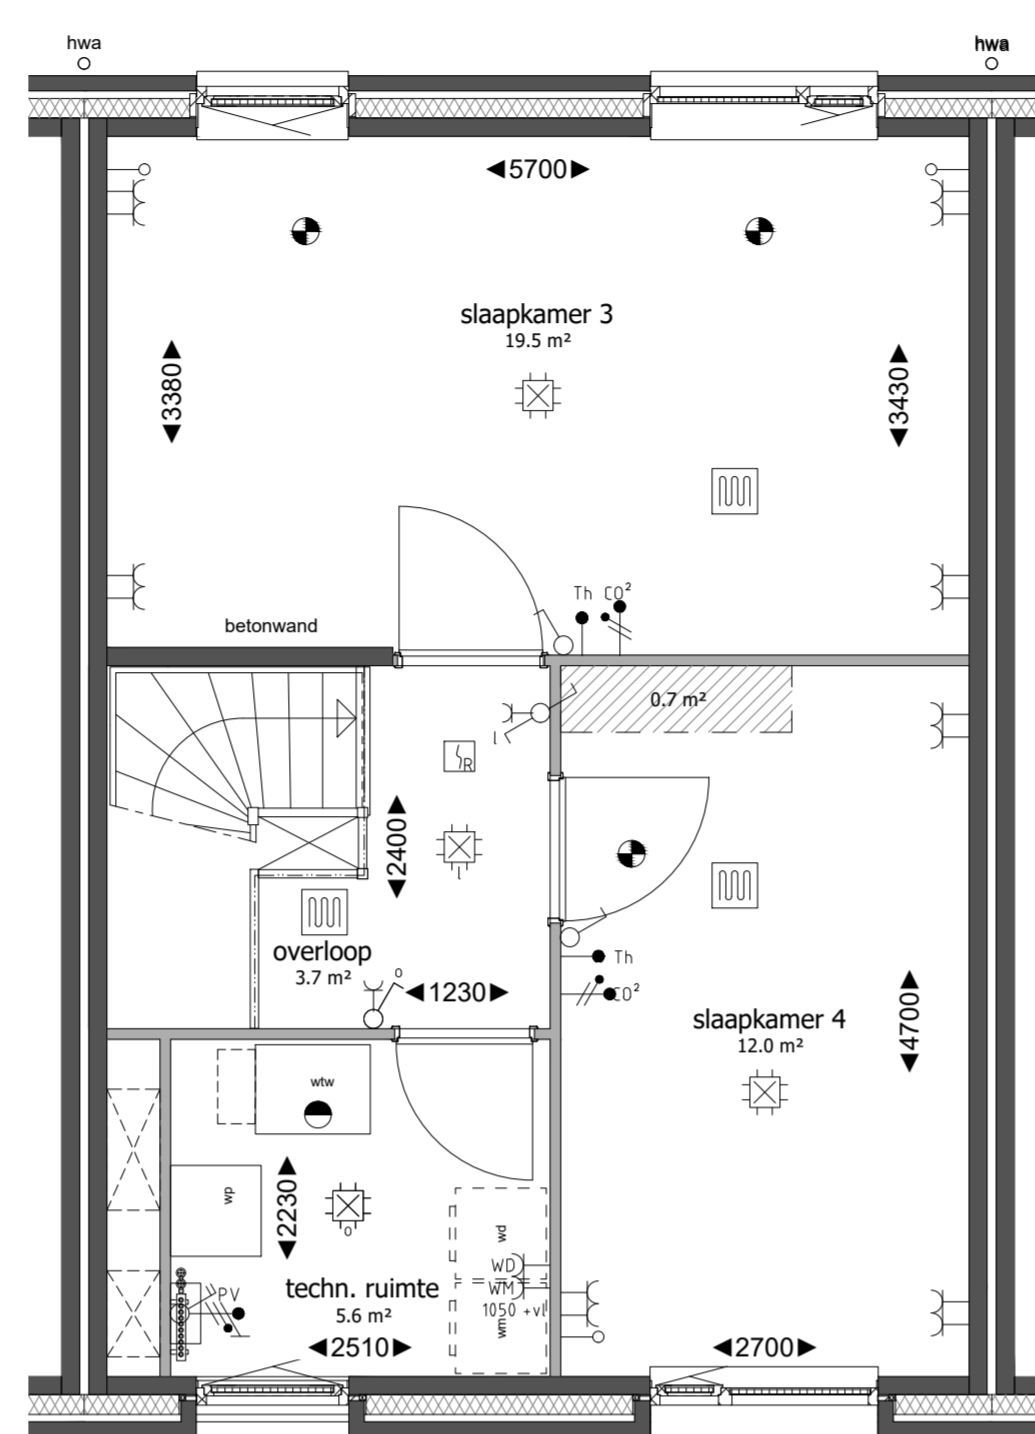 hwa
hwa
5700
slaapkamer 3
19.5 m²
3380
3430
Th CO²
betonwand
0.7 m²
l
R
2400
l
overloop
3.7 m²
o
1230
Th
CO²
slaapkamer 4
12.0 m²
4700
wtw
wp
2230
o
wd
WD
WM
1050 +vl
wm
PV
techn. ruimte
5.6 m²
2510
2700